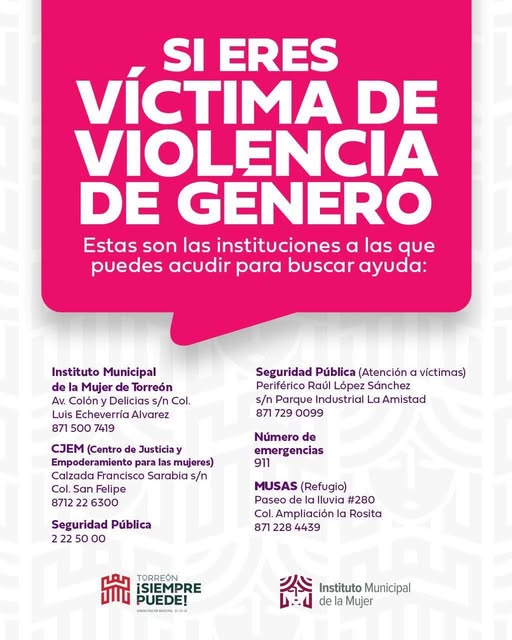 SI ERES
VÍCTIMA DE
VIOLENCIA
DE GÉNERO
Estas son las instituciones a las que
puedes acudir para buscar ayuda:
Instituto Municipal
de la Mujer de Torreón
Av. Colón y Delicias s/n Col.
Luis Echeverría Alvarez
871 500 7419
CJEM (Centro de Justicia y
Empoderamiento para las mujeres)
Calzada Francisco Sarabia s/n
Col. San Felipe
8712 22 6300
Seguridad Pública
2 22 50 00
Seguridad Pública (Atención a víctimas)
Periférico Raúl López Sánchez
s/n Parque Industrial La Amistad
871 729 0099
Número de
emergencias
911
MUSAS (Refugio)
Paseo de la lluvia #280
Col. Ampliación la Rosita
871 228 4439
TORREÓN
¡SIEMPRE
PUEDE!
Instituto Municipal
de la Mujer